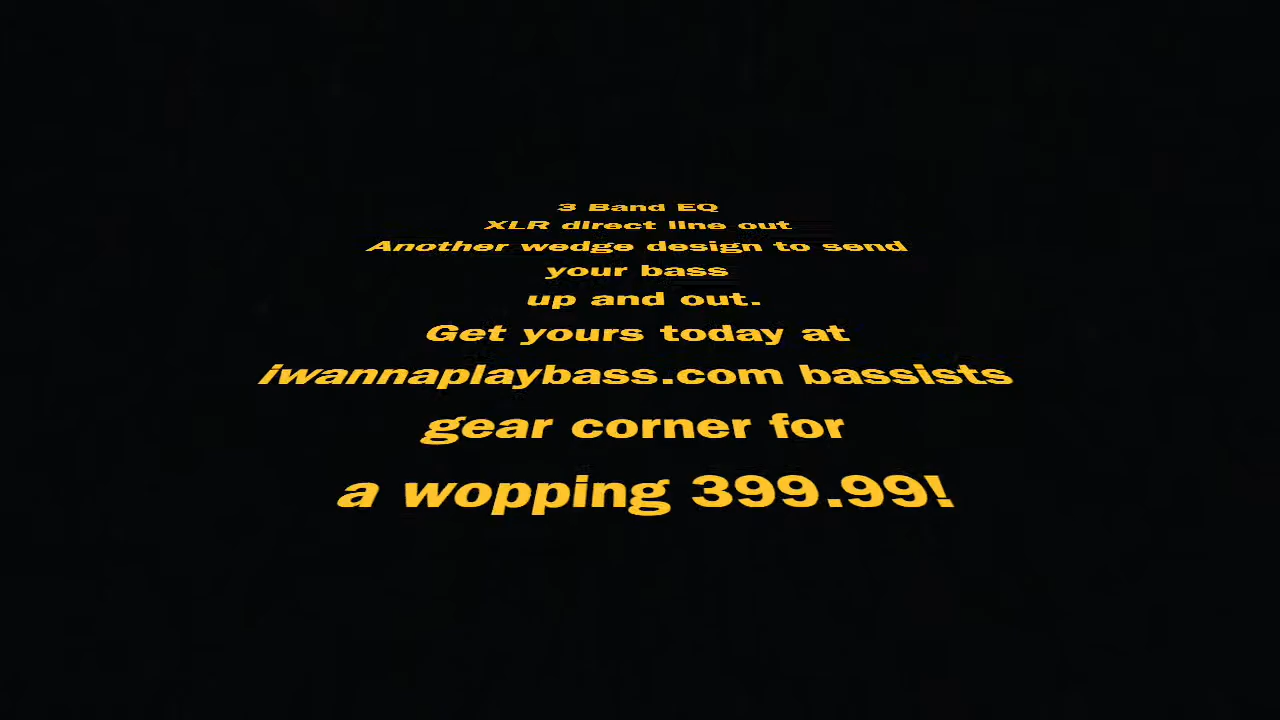 3 Band EQ
XLR direct line out
Another wedge design to send
your bass
up and out.
Get yours today at
iwannaplaybass.com bassists
gear corner for
a wopping 399.99!